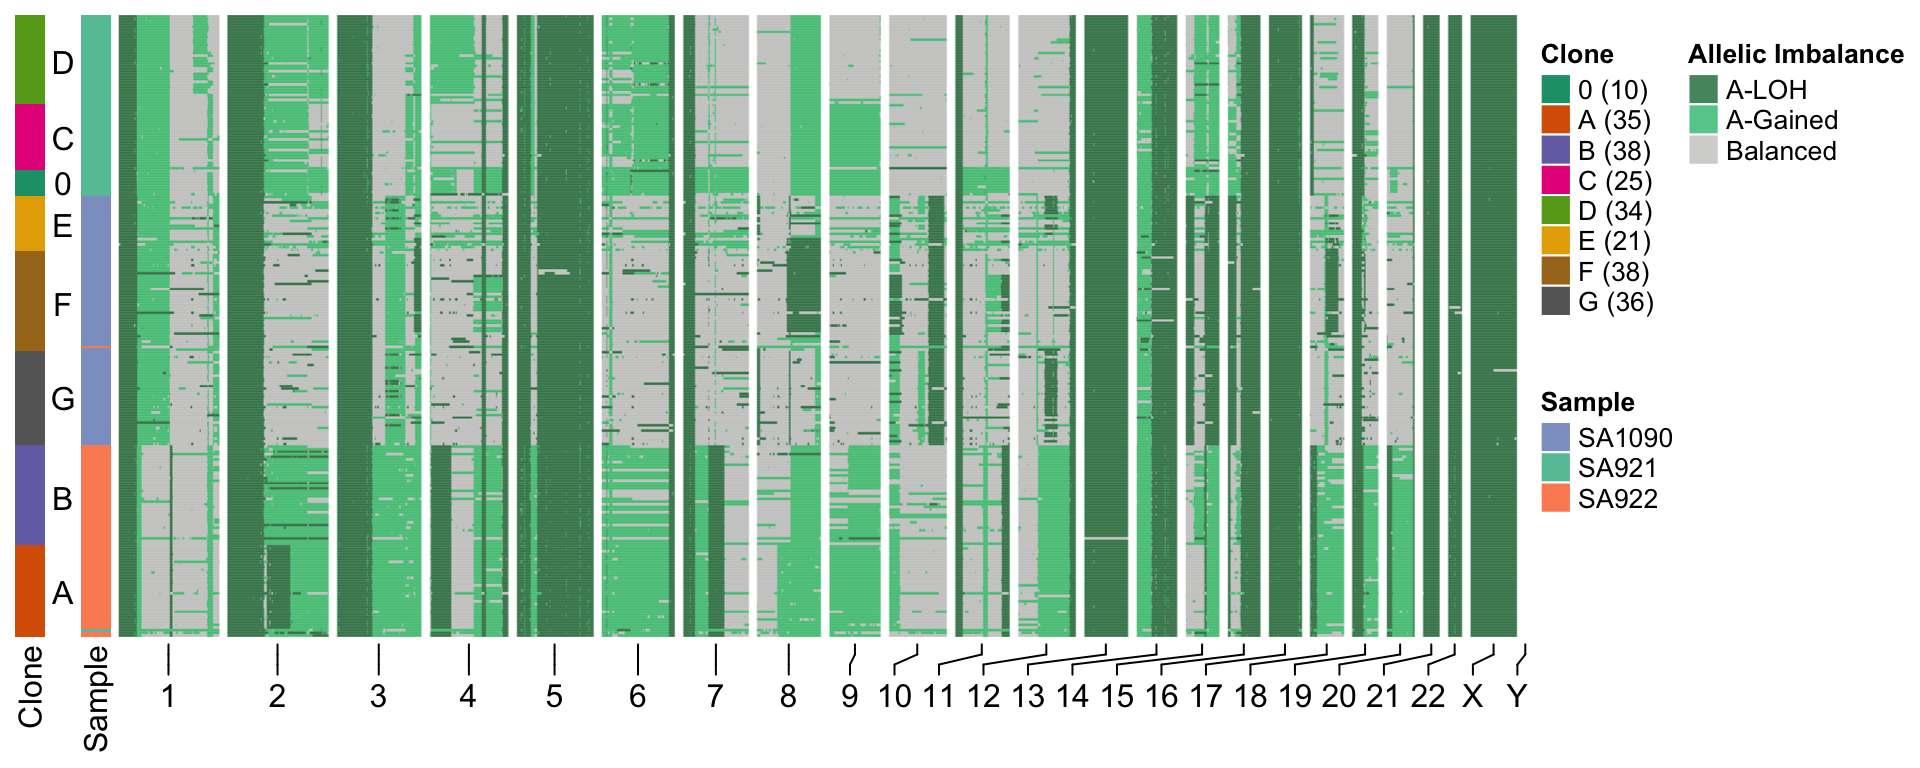 D
C
0
E
F
G
B
A
Clone
Sample
1 2 3 4 5 6 7 8 9 10 11 12 13 14 15 16 17 18 19 20 21 22 X Y
Clone
0 (10)
A (35)
B (38)
C (25)
D (34)
E (21)
F (38)
G (36)
Allelic Imbalance
A-LOH
A-Gained
Balanced
Sample
SA1090
SA921
SA922